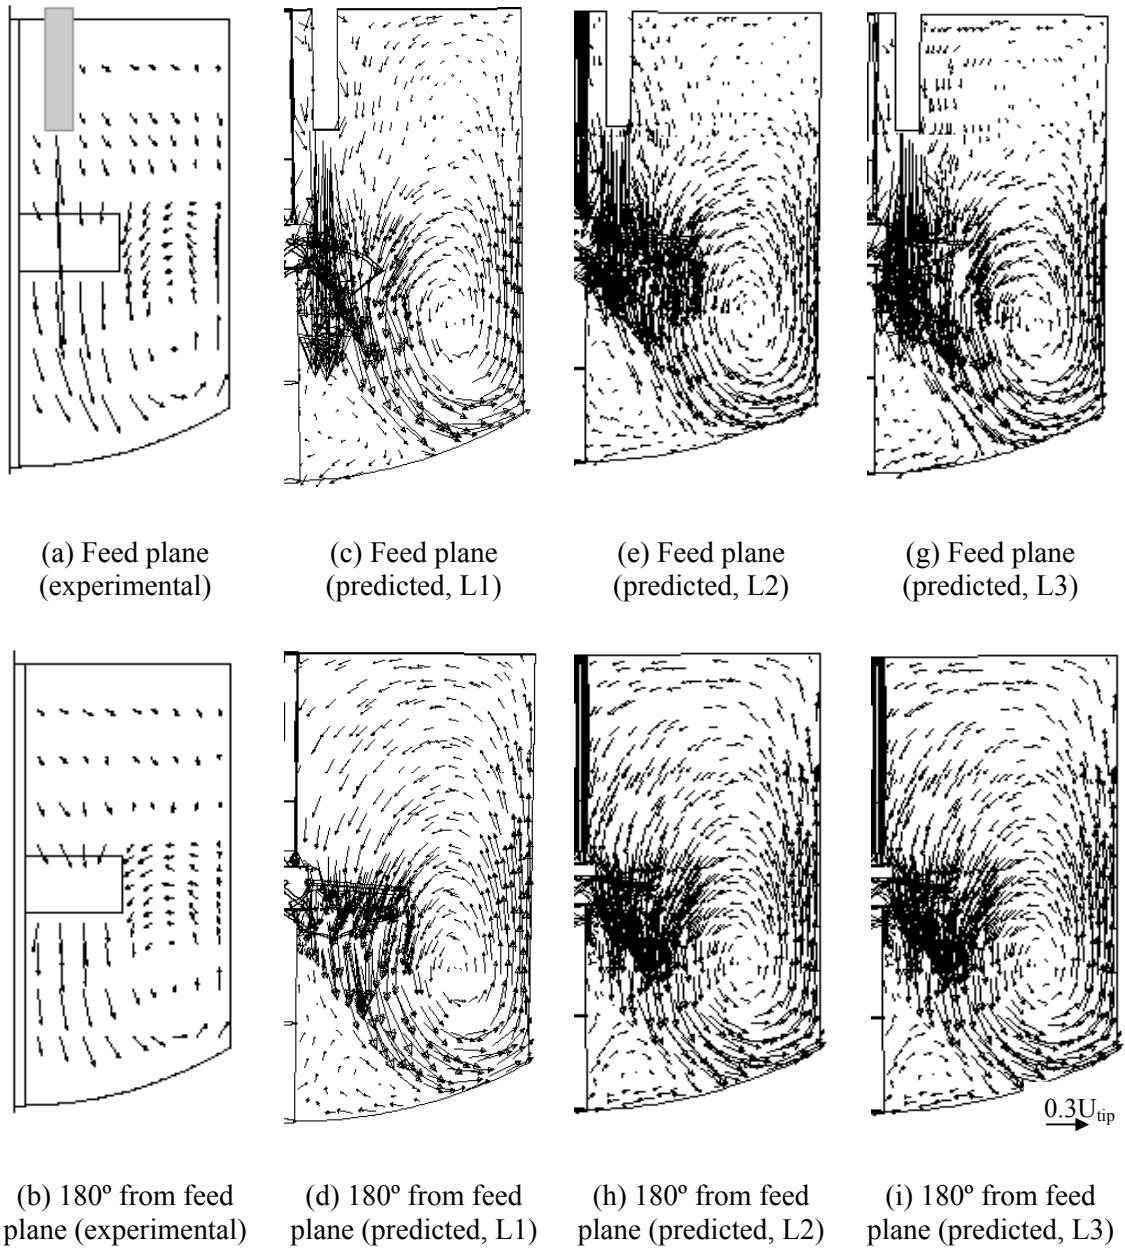 (a) Feed plane
(experimental)
(c) Feed plane
(predicted, L1)
(e) Feed plane
(predicted, L2)
(g) Feed plane
(predicted, L3)
0.3Utip
(b) 180º from feed
plane (experimental)
(d) 180º from feed
plane (predicted, L1)
(h) 180º from feed
plane (predicted, L2)
(i) 180º from feed
plane (predicted, L3)